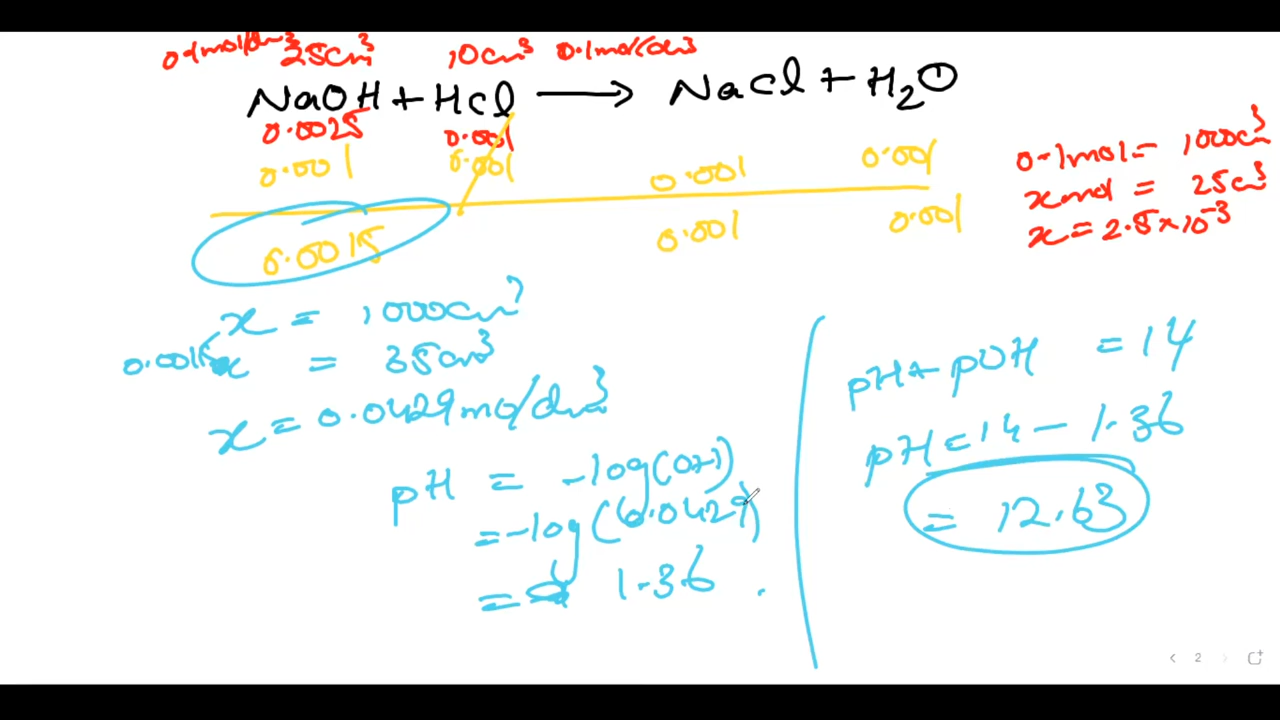 0.1mol/dm³ 25cm³ 10cm³ 0.1mol/dm³
NaOH + HCl → NaCl + H₂O
0.0025 0.001
0.001 0.001 0.001 0.001
0.0015 0.001 0.001
0.1mol = 1000cm³
x mol = 25cm³
x = 2.5×10⁻³
x = 1000cm³
0.0015 = 35cm³
x = 0.0429mol/dm³
pH = -log(OH)
= -log(0.0429)
= 1.36
pH + pOH = 14
pH = 14 - 1.36
= 12.63
2